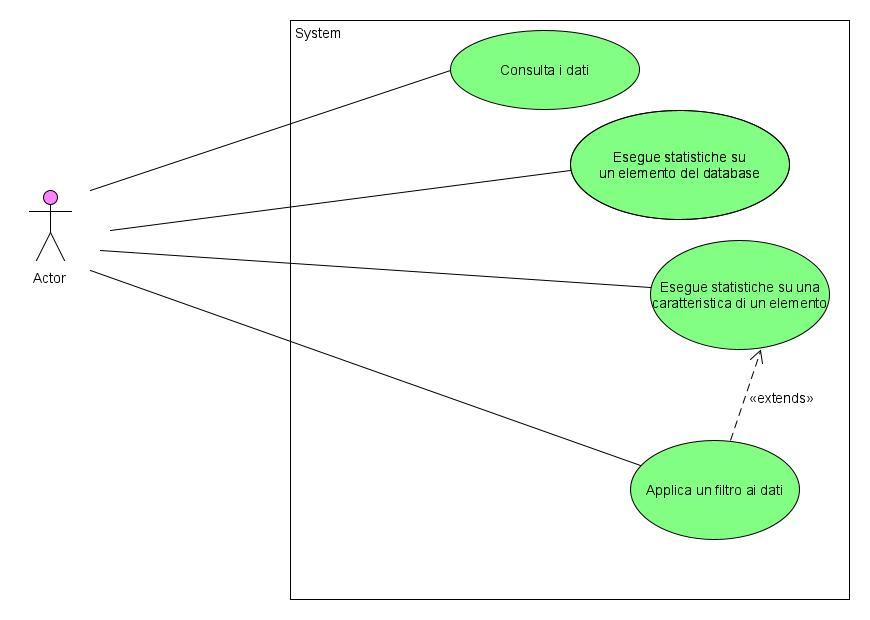 System
Consulta i dati
Esegue statistiche su
un elemento del database
Actor
Esegue statistiche su una
caratteristica di un elemento
«extends»
Applica un filtro ai dati